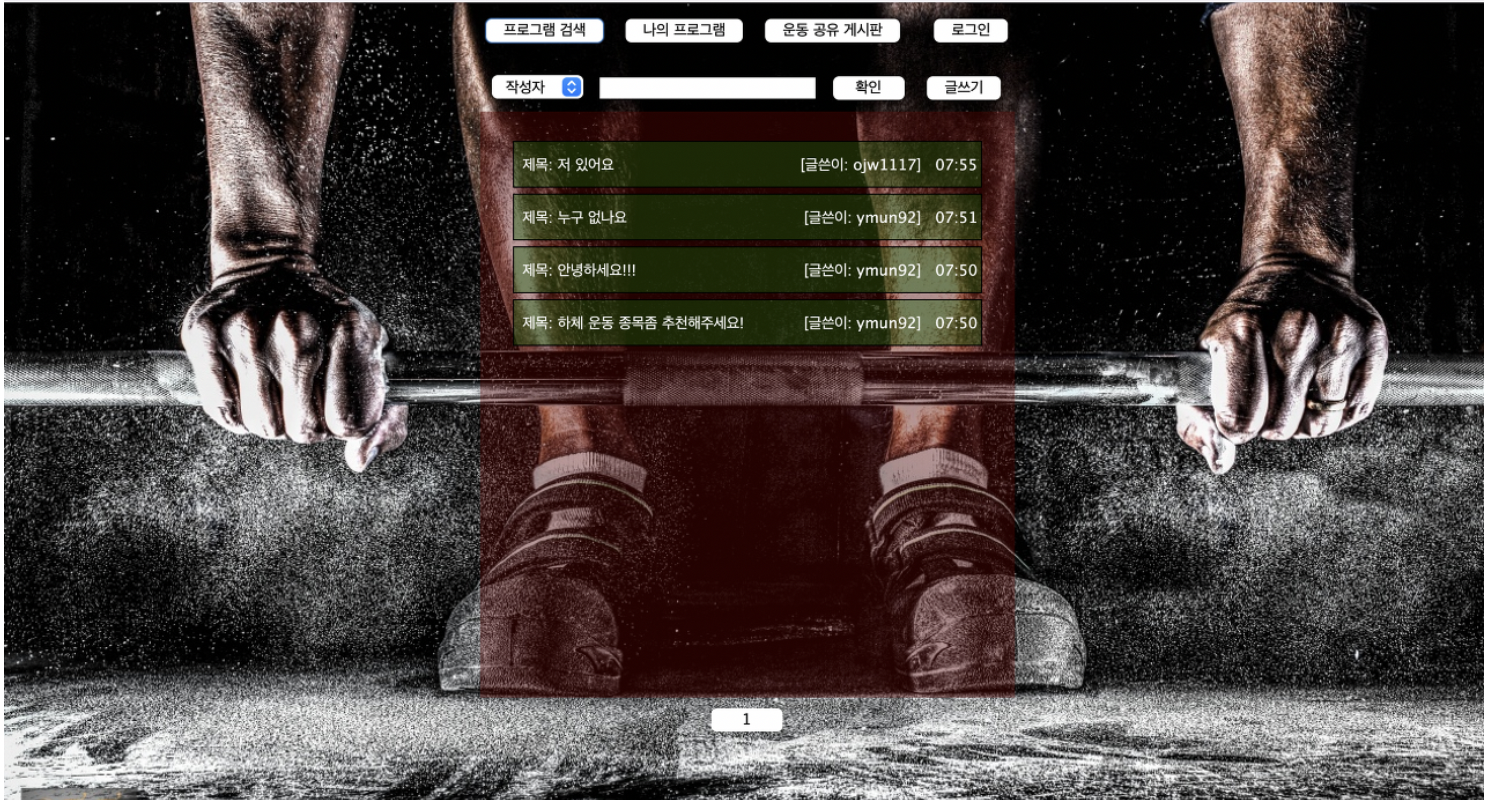 프로그램 검색 나의 프로그램 운동 공유 게시판 로그인
작성자 확인 글쓰기
제목: 저 있어요 [글쓴이: ojw1117] 07:55
제목: 누구 없나요 [글쓴이: ymun92] 07:51
제목: 안녕하세요!!! [글쓴이: ymun92] 07:50
제목: 하체 운동 종목좀 추천해주세요! [글쓴이: ymun92] 07:50
1